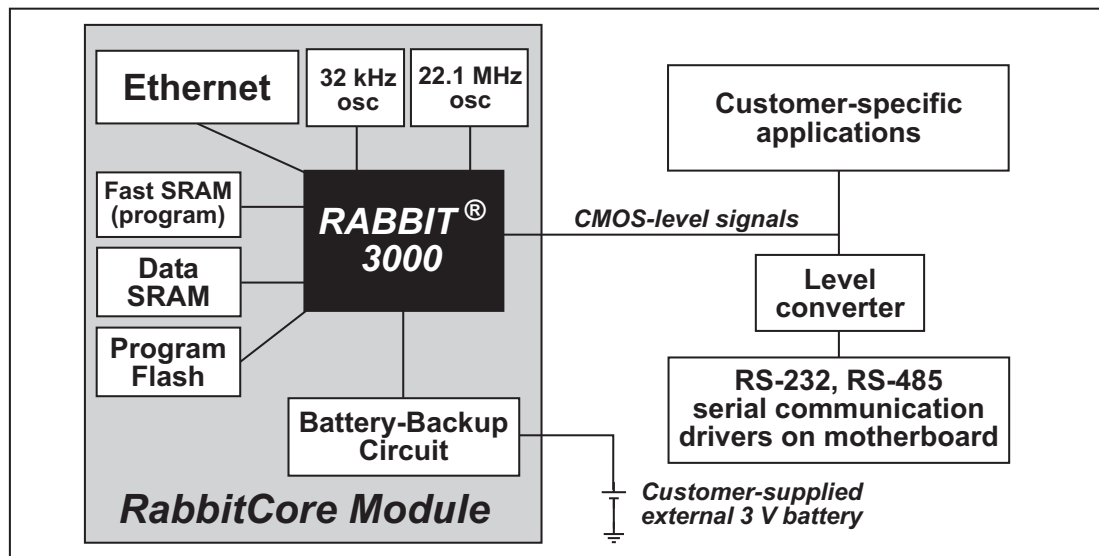 Ethernet
32 kHz
osc
22.1 MHz
osc
Customer-specific
applications
Fast SRAM
(program)
RABBIT ®
3000
CMOS-level signals
Data
SRAM
Level
converter
Program
Flash
RS-232, RS-485
serial communication
drivers on motherboard
Battery-Backup
Circuit
RabbitCore Module
Customer-supplied
external 3 V battery